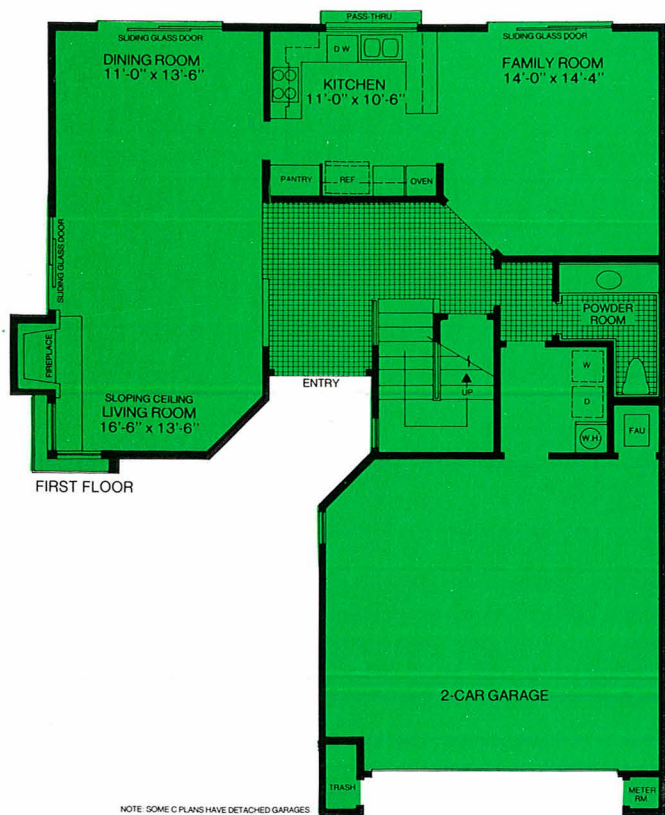 PASS-THRU
SLIDING GLASS DOOR
DINING ROOM
11'-0" x 13'-6"
D W
KITCHEN
11'-0" x 10'-6"
SLIDING GLASS DOOR
FAMILY ROOM
14'-0" x 14'-4"
PANTRY
REF
OVEN
SLIDING GLASS DOOR
POWDER
ROOM
FIREPLACE
W
UP
D
ENTRY
SLOPING CEILING
LIVING ROOM
16'-6" x 13'-6"
W.H
FAU
FIRST FLOOR
2-CAR GARAGE
TRASH
METER
RM.
NOTE: SOME C PLANS HAVE DETACHED GARAGES